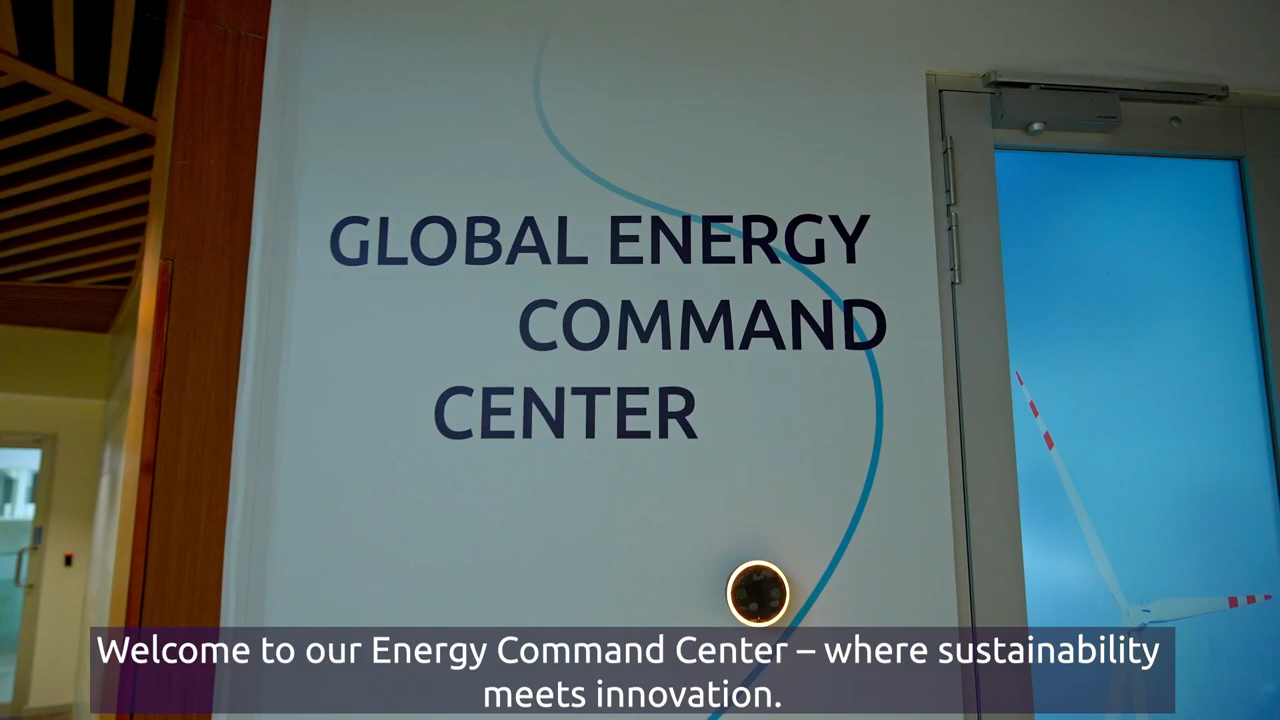 GLOBAL ENERGY
COMMAND
CENTER
Welcome to our Energy Command Center – where sustainability
meets innovation.